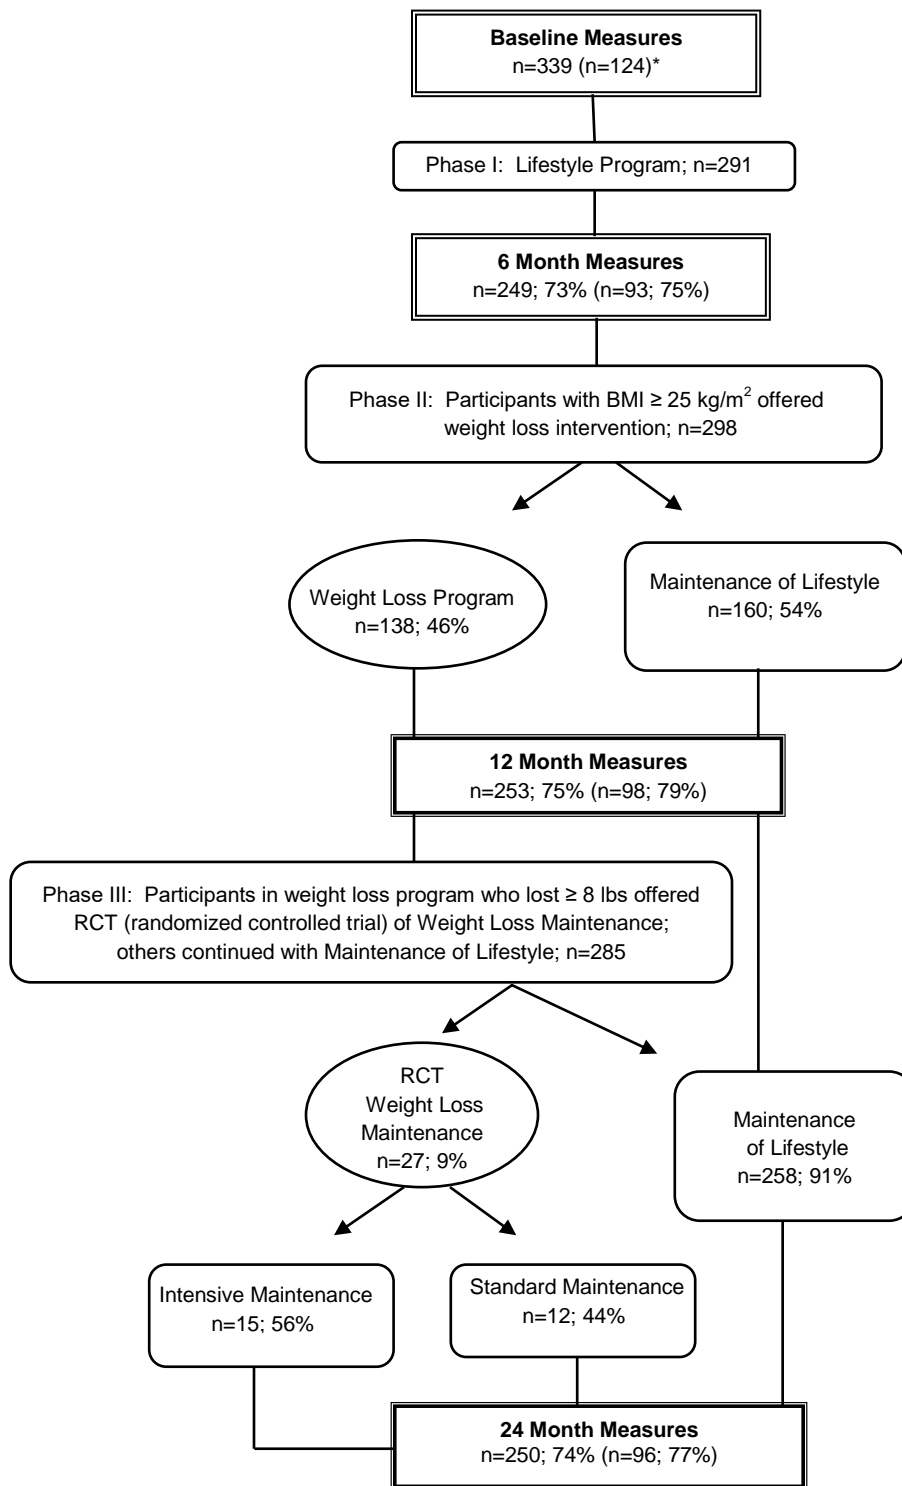 Baseline Measures
n=339 (n=124)*
Phase I:  Lifestyle Program; n=291
6 Month Measures
n=249; 73% (n=93; 75%)
Phase II:  Participants with BMI ≥ 25 kg/m² offered
weight loss intervention; n=298
Weight Loss Program
n=138; 46%
Maintenance of Lifestyle
n=160; 54%
12 Month Measures
n=253; 75% (n=98; 79%)
Phase III:  Participants in weight loss program who lost ≥ 8 lbs offered
RCT (randomized controlled trial) of Weight Loss Maintenance;
others continued with Maintenance of Lifestyle; n=285
RCT
Weight Loss
Maintenance
n=27; 9%
Maintenance
of Lifestyle
n=258; 91%
Intensive Maintenance
n=15; 56%
Standard Maintenance
n=12; 44%
24 Month Measures
n=250; 74% (n=96; 77%)